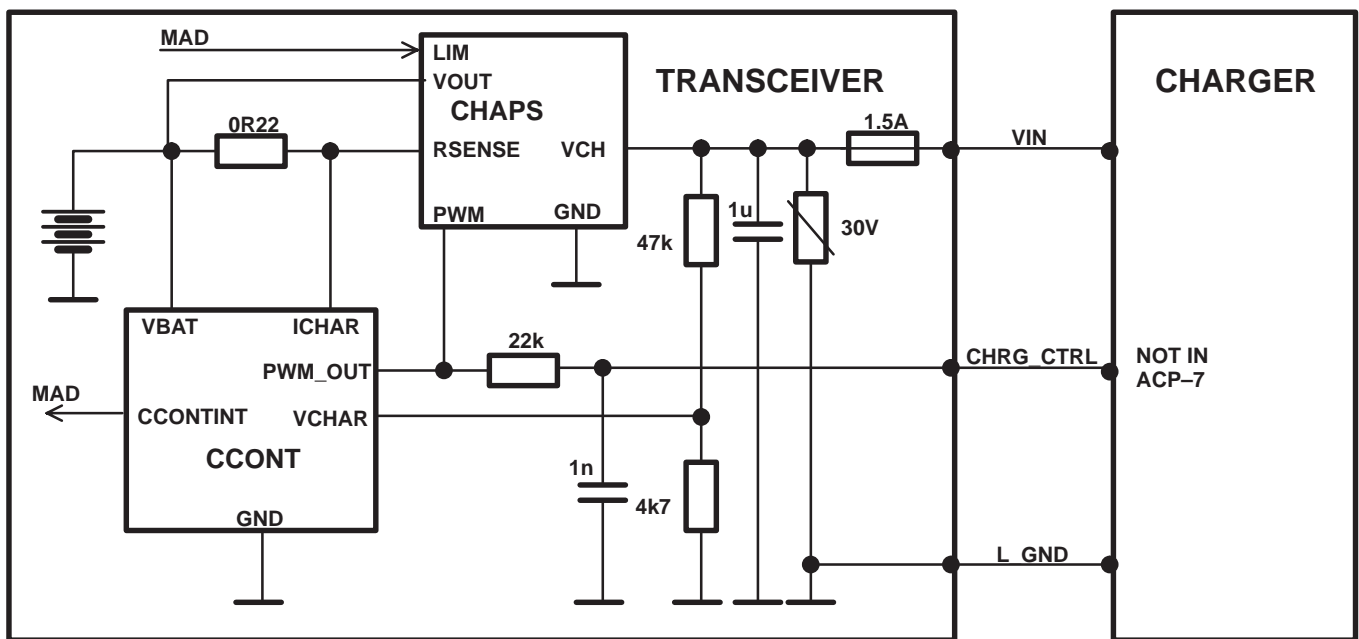 MAD
LIM
VOUT
CHAPS
TRANSCEIVER
CHARGER
0R22
RSENSE
VCH
1.5A
VIN
PWM
GND
47k
1u
30V
VBAT
ICHAR
22k
PWM_OUT
CHRG_CTRL
NOT IN
ACP–7
MAD
CCONTINT
VCHAR
CCONT
1n
4k7
GND
L_GND